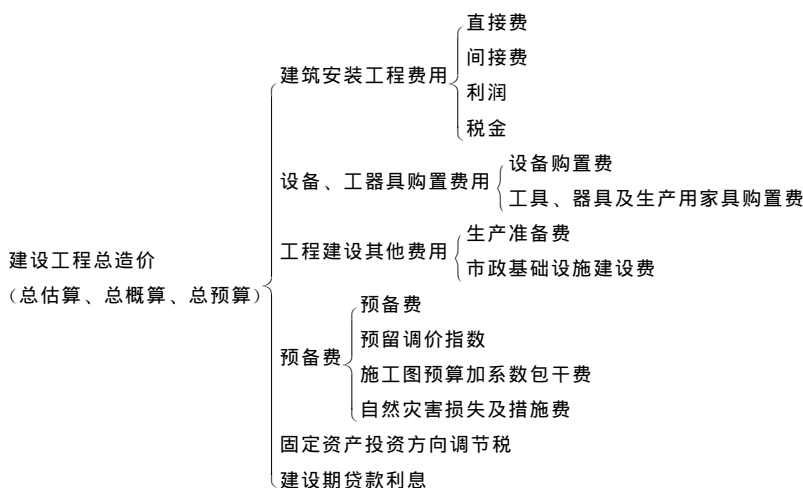 直接费
间接费
建筑安装工程费用
利润
税金
设备购置费
设备、工器具购置费用
工具、器具及生产用家具购置费
生产准备费
工程建设其他费用
市政基础设施建设费
建设工程总造价
(总估算、总概算、总预算)
预备费
预留调价指数
预备费
施工图预算加系数包干费
自然灾害损失及措施费
固定资产投资方向调节税
建设期贷款利息